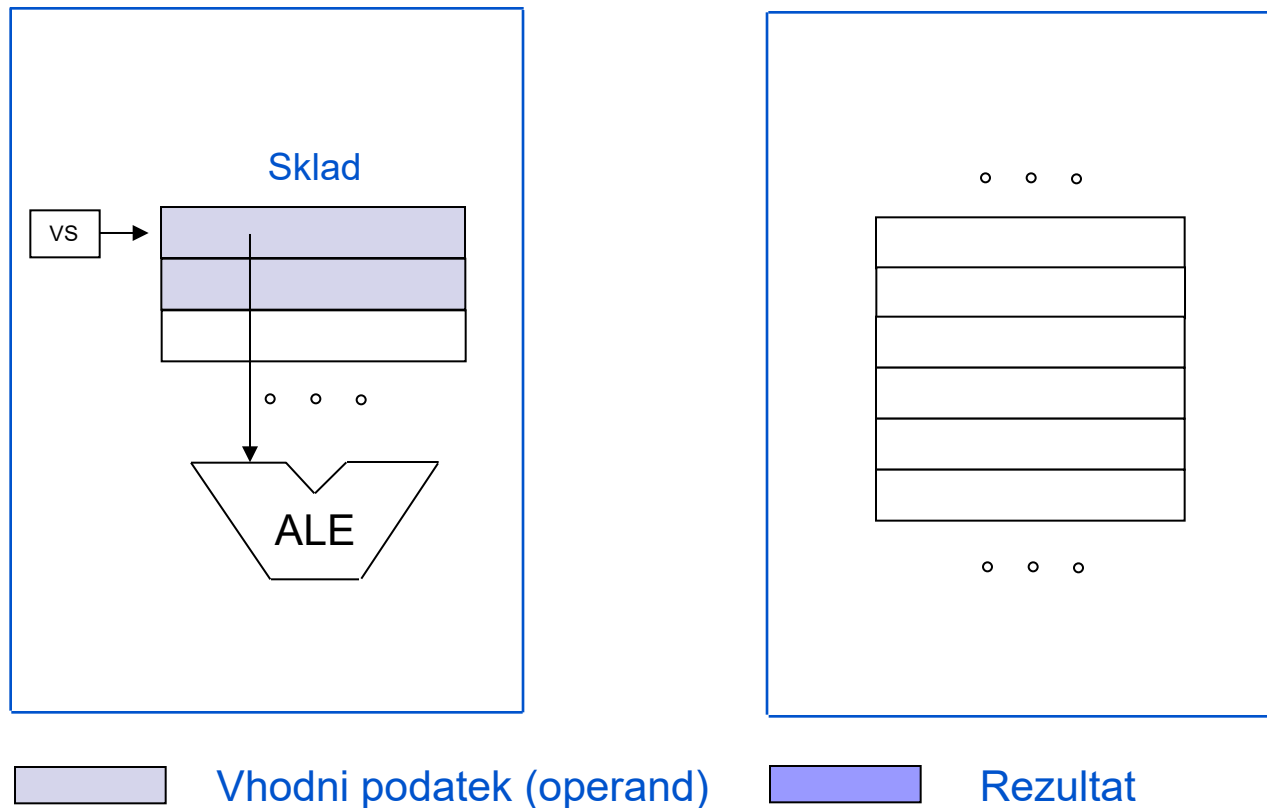 Sklad
VS
ALE
Vhodni podatek (operand)
Rezultat